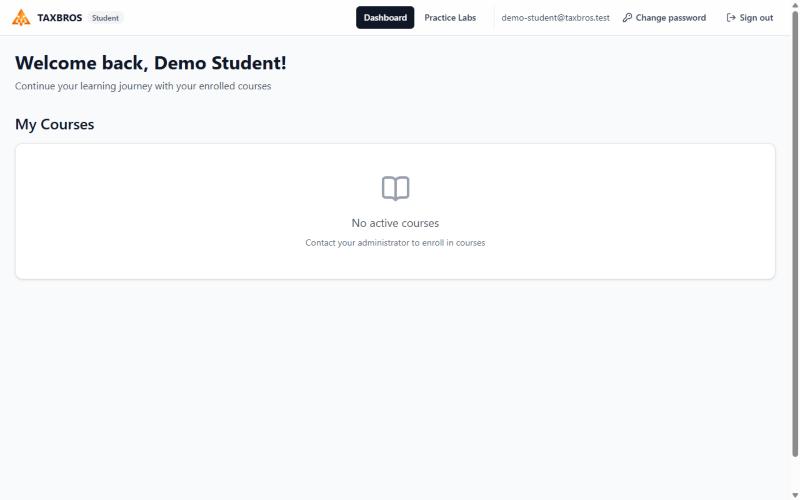 TAXBROS Student Dashboard Practice Labs demo-student@taxbros.test Change password Sign out
Welcome back, Demo Student!
Continue your learning journey with your enrolled courses
My Courses
No active courses
Contact your administrator to enroll in courses